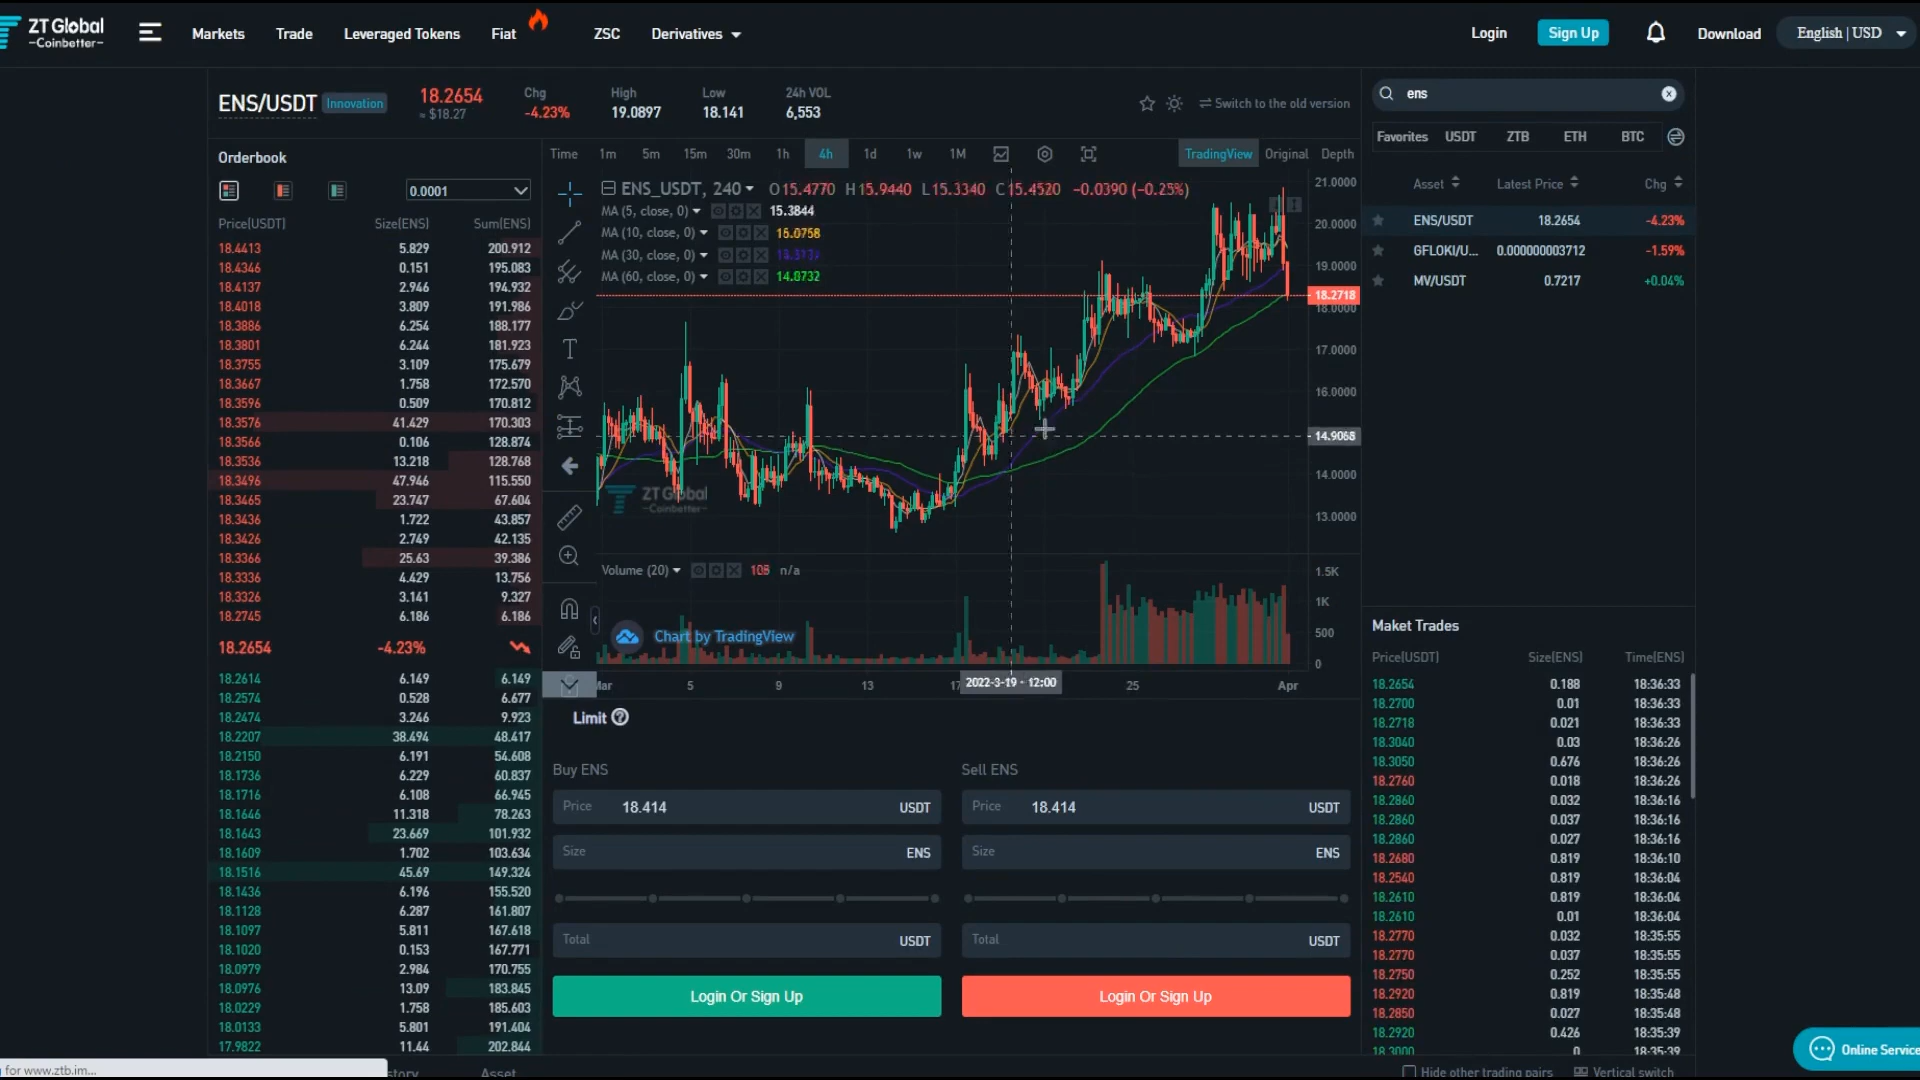 ZT Global
-Coinbetter-
Markets Trade Leveraged Tokens Fiat ZSC Derivatives
Login Sign Up Download English | USD
ENS/USDT Innovation
18.2654
≈ $18.27
Chg
-4.23%
High
19.0897
Low
18.141
24h VOL
6,553
Switch to the old version
Orderbook
0.0001
Price(USDT) Size(ENS) Sum(ENS)
18.4413 5.829 200.912
18.4346 0.151 195.083
18.4137 2.946 194.932
18.4018 3.809 191.986
18.3886 6.254 188.177
18.3801 6.244 181.923
18.3755 3.109 175.679
18.3667 1.758 172.570
18.3596 0.509 170.812
18.3576 41.429 170.303
18.3566 0.106 128.874
18.3536 13.218 128.768
18.3496 47.946 115.550
18.3465 23.747 67.604
18.3436 1.722 43.857
18.3426 2.749 42.135
18.3366 25.63 39.386
18.3336 4.429 13.756
18.3326 3.141 9.327
18.2745 6.186 6.186
18.2654 -4.23%
18.2614 6.149 6.149
18.2574 0.528 6.677
18.2474 3.246 9.923
18.2207 38.494 48.417
18.2150 6.191 54.608
18.1736 6.229 60.837
18.1716 6.108 66.945
18.1646 11.318 78.263
18.1643 23.669 101.932
18.1609 1.702 103.634
18.1516 45.69 149.324
18.1436 6.196 155.520
18.1128 6.287 161.807
18.1097 5.811 167.618
18.1020 0.153 167.771
18.0979 2.984 170.755
18.0976 13.09 183.845
18.0229 1.758 185.603
18.0133 5.801 191.404
17.9822 11.44 202.844
for www.ztb.im...
Time 1m 5m 15m 30m 1h 4h 1d 1w 1M TradingView Original Depth
ENS_USDT, 240 O15.4770 H15.9440 L15.3340 C15.4520 -0.0390 (-0.25%)
MA (5, close, 0) 15.3844
MA (10, close, 0)
MA (30, close, 0)
MA (60, close, 0) 14.0732
21.0000
20.0000
19.0000
18.2718
18.0000
17.0000
16.0000
14.9068
14.0000
13.0000
ZT Global
-Coinbetter-
Volume (20) 108 n/a
1.5K
1K
500
0
Chart by TradingView
5 9 13 2022-3-19 - 12:00 25 Apr
Limit
Buy ENS
Price 18.414 USDT
Size ENS
Total USDT
Login Or Sign Up
Sell ENS
Price 18.414 USDT
Size ENS
Total USDT
Login Or Sign Up
Asset
Hide other trading pairs Vertical switch
ens
Favorites USDT ZTB ETH BTC
Asset Latest Price Chg
ENS/USDT 18.2654 -4.23%
GFLOKI/U... 0.000000003712 -1.59%
MV/USDT 0.7217 +0.04%
Maket Trades
Price(USDT) Size(ENS) Time(ENS)
18.2654 0.188 18:36:33
18.2700 0.01 18:36:33
18.2718 0.021 18:36:33
18.3040 0.03 18:36:26
18.3050 0.676 18:36:26
18.2760 0.018 18:36:26
18.2860 0.032 18:36:16
18.2860 0.037 18:36:16
18.2860 0.027 18:36:16
18.2680 0.819 18:36:10
18.2540 0.819 18:36:04
18.2610 0.819 18:36:04
18.2610 0.01 18:36:04
18.2770 0.032 18:35:55
18.2770 0.037 18:35:55
18.2750 0.252 18:35:55
18.2920 0.819 18:35:48
18.2850 0.027 18:35:48
18.2920 0.426 18:35:39
18.3000 0 18:35:39
Online Service